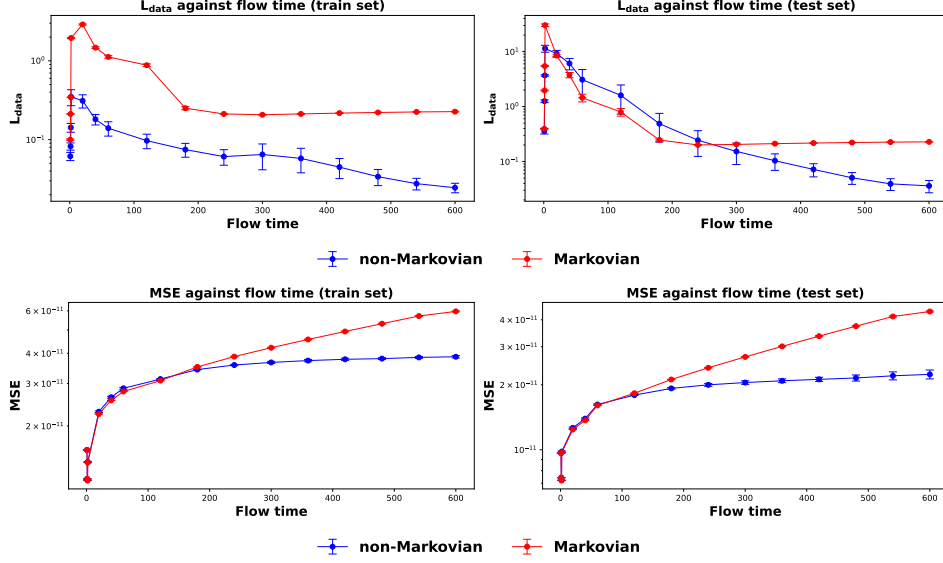 L_data against flow time (train set)
L_data
10^0
10^-1
0 100 200 300 400 500 600
Flow time
L_data against flow time (test set)
L_data
10^1
10^0
10^-1
0 100 200 300 400 500 600
Flow time
non-Markovian Markovian
MSE against flow time (train set)
MSE
6 × 10^-11
4 × 10^-11
3 × 10^-11
2 × 10^-11
0 100 200 300 400 500 600
Flow time
MSE against flow time (test set)
MSE
4 × 10^-11
3 × 10^-11
2 × 10^-11
10^-11
0 100 200 300 400 500 600
Flow time
non-Markovian Markovian